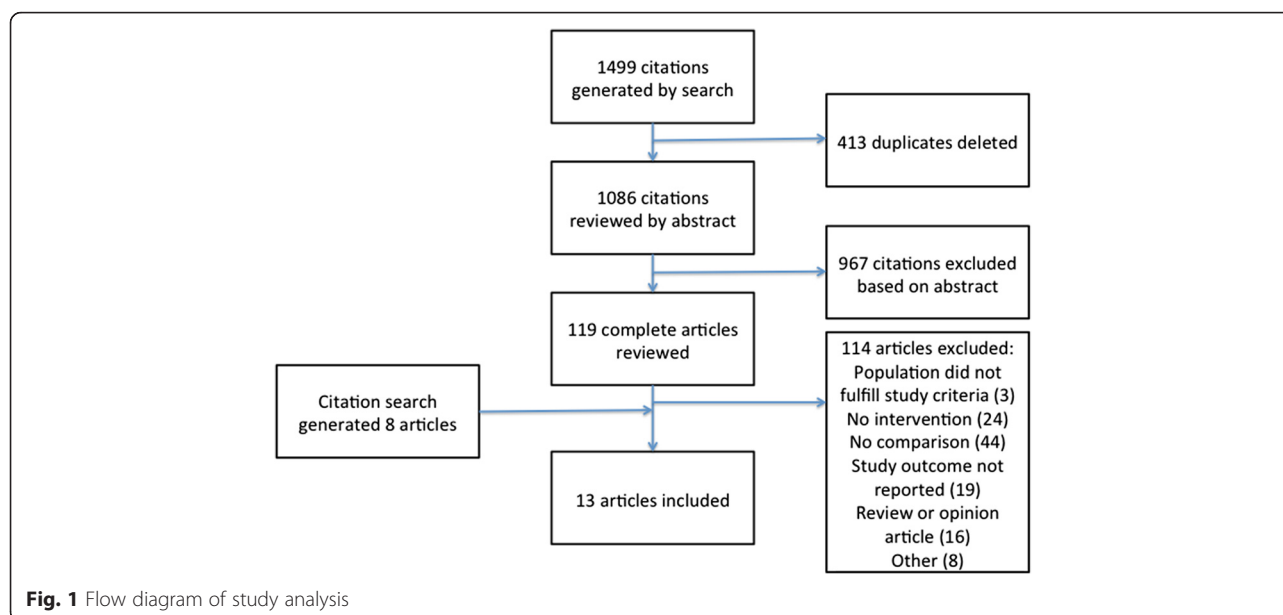 1499 citations
generated by search
413 duplicates deleted
1086 citations
reviewed by abstract
967 citations excluded
based on abstract
119 complete articles
reviewed
Citation search
generated 8 articles
114 articles excluded:
Population did not
fulfill study criteria (3)
No intervention (24)
No comparison (44)
Study outcome not
reported (19)
Review or opinion
article (16)
Other (8)
13 articles included
Fig. 1 Flow diagram of study analysis